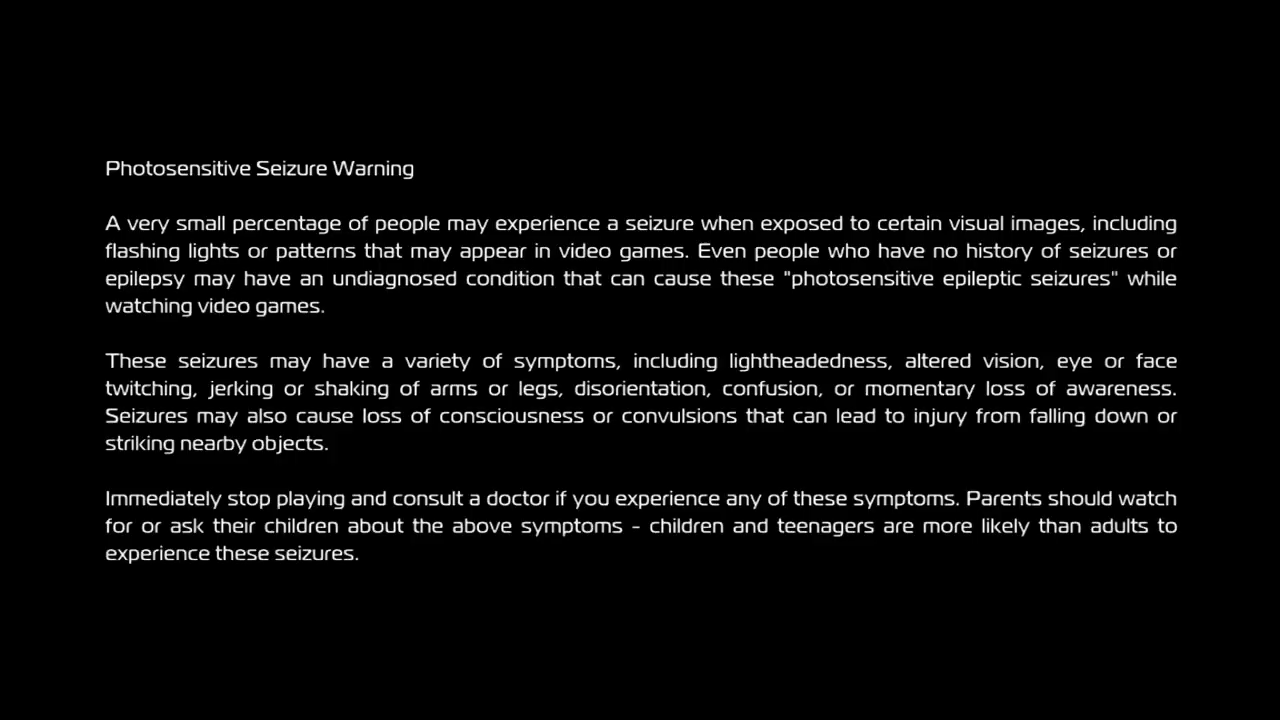 Photosensitive Seizure Warning
A very small percentage of people may experience a seizure when exposed to certain visual images, including
flashing lights or patterns that may appear in video games. Even people who have no history of seizures or
epilepsy may have an undiagnosed condition that can cause these "photosensitive epileptic seizures" while
watching video games.
These seizures may have a variety of symptoms, including lightheadedness, altered vision, eye or face
twitching, jerking or shaking of arms or legs, disorientation, confusion, or momentary loss of awareness.
Seizures may also cause loss of consciousness or convulsions that can lead to injury from falling down or
striking nearby objects.
Immediately stop playing and consult a doctor if you experience any of these symptoms. Parents should watch
for or ask their children about the above symptoms - children and teenagers are more likely than adults to
experience these seizures.